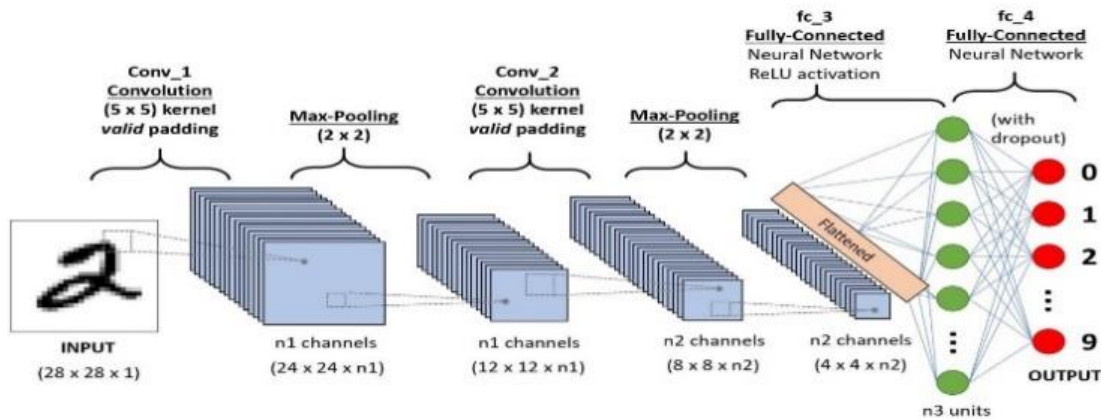 fc_3
Fully-Connected
Neural Network
ReLU activation
fc_4
Fully-Connected
Neural Network
Conv_1
Convolution
(5 x 5) kernel
valid padding
Max-Pooling
(2 x 2)
Conv_2
Convolution
(5 x 5) kernel
valid padding
Max-Pooling
(2 x 2)
(with
dropout)
Flattened
0
1
2
9
2
INPUT
(28 x 28 x 1)
n1 channels
(24 x 24 x n1)
n1 channels
(12 x 12 x n1)
n2 channels
(8 x 8 x n2)
n2 channels
(4 x 4 x n2)
OUTPUT
n3 units